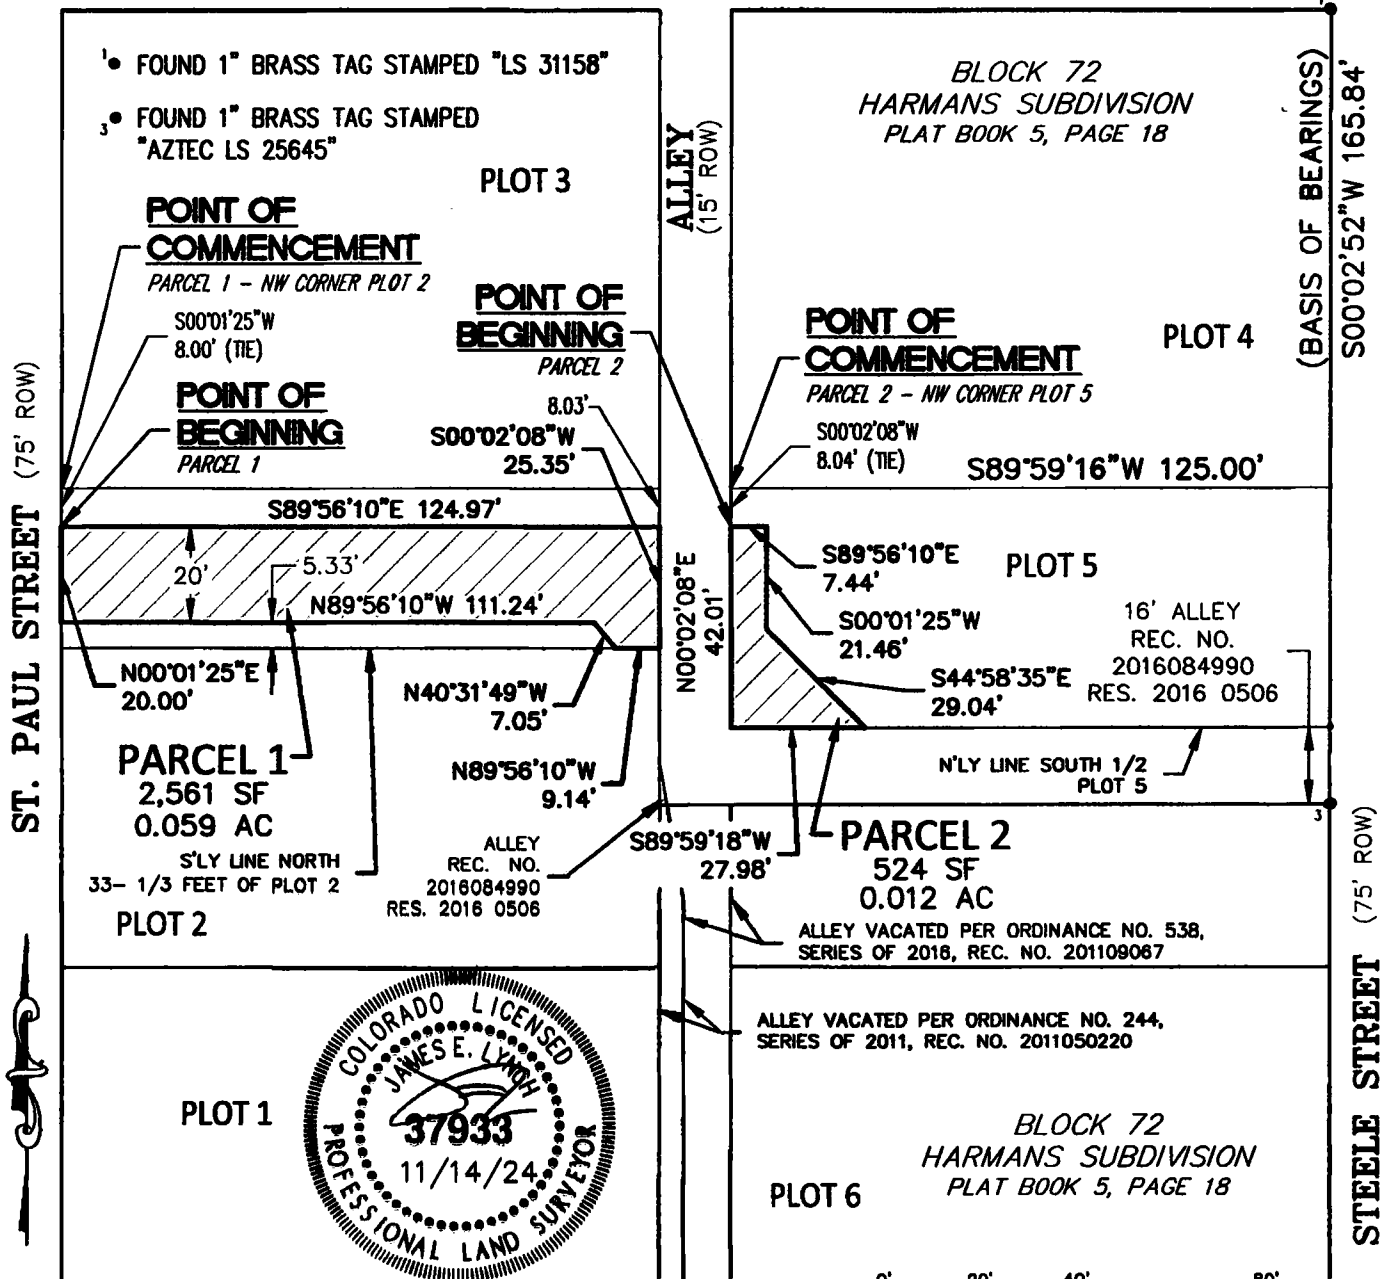 1 FOUND 1" BRASS TAG STAMPED "LS 31158"
3 FOUND 1" BRASS TAG STAMPED
"AZTEC LS 25645"
PLOT 3
POINT OF
COMMENCEMENT
PARCEL 1 - NW CORNER PLOT 2
S00°01'25"W
8.00' (TIE)
POINT OF
BEGINNING
PARCEL 1
ST. PAUL STREET (75' ROW)
ALLEY
(15' ROW)
POINT OF
BEGINNING
PARCEL 2
8.03'
S00°02'08"W
25.35'
BLOCK 72
HARMANS SUBDIVISION
PLAT BOOK 5, PAGE 18
(BASIS OF BEARINGS)
S00°02'52"W 165.84'
PLOT 4
POINT OF
COMMENCEMENT
PARCEL 2 - NW CORNER PLOT 5
S00°02'08"W
8.04' (TIE)
S89°59'16"W 125.00'
S89°56'10"E 124.97'
20'
5.33'
N89°56'10"W 111.24'
N00°01'25"E
20.00'
N40°31'49"W
7.05'
N89°56'10"W
9.14'
N00°02'08"E
42.01'
S89°56'10"E
7.44'
PLOT 5
S00°01'25"W
21.46'
S44°58'35"E
29.04'
16' ALLEY
REC. NO.
2016084990
RES. 2016 0506
N'LY LINE SOUTH 1/2
PLOT 5
PARCEL 1
2,561 SF
0.059 AC
S'LY LINE NORTH
33- 1/3 FEET OF PLOT 2
PLOT 2
ALLEY
REC. NO.
2016084990
RES. 2016 0506
S89°59'18"W
27.98'
PARCEL 2
524 SF
0.012 AC
3
ALLEY VACATED PER ORDINANCE NO. 538,
SERIES OF 2018, REC. NO. 201109067
ALLEY VACATED PER ORDINANCE NO. 244,
SERIES OF 2011, REC. NO. 2011050220
STEELE STREET (75' ROW)
PLOT 1
COLORADO LICENSED
JAMES E. LYNCH
37933
11/14/24
PROFESSIONAL LAND SURVEYOR
BLOCK 72
HARMANS SUBDIVISION
PLAT BOOK 5, PAGE 18
PLOT 6
0' 20' 40' 80'